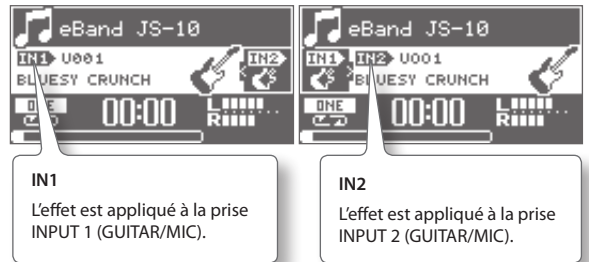 eBand JS-10
IN1 U001 IN2
BLUESY CRUNCH
ONE 00:00 L
R
IN1
L'effet est appliqué à la prise
INPUT 1 (GUITAR/MIC).
eBand JS-10
IN1 IN2 U001
BLUESY CRUNCH
ONE 00:00 L
R
IN2
L'effet est appliqué à la prise
INPUT 2 (GUITAR/MIC).